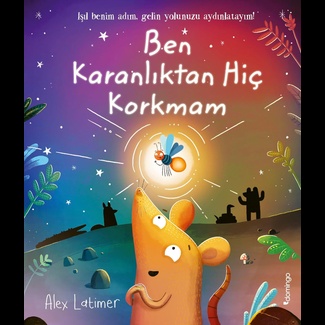 Işıl benim adım, gelin yolunuzu aydınlatayım!
Ben
Karanlıktan Hiç
Korkmam
Alex Latimer
domingo